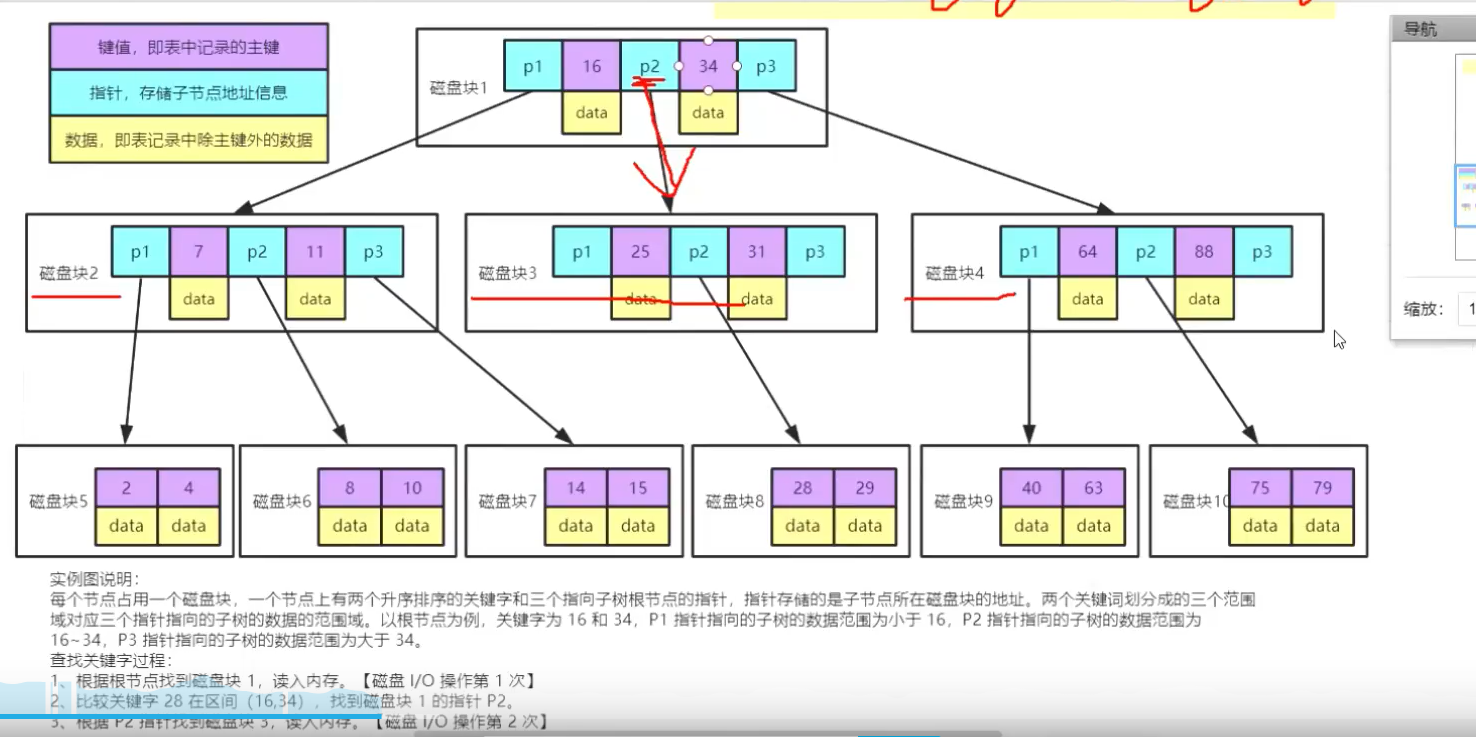 键值，即表中记录的主键
指针，存储子节点地址信息
数据，即表记录中除主键外的数据
导航
缩放：
磁盘块1
p1 16 p2 34 p3
data data
磁盘块2
p1 7 p2 11 p3
data data
磁盘块3
p1 25 p2 31 p3
data data
磁盘块4
p1 64 p2 88 p3
data data
磁盘块5
2 4
data data
磁盘块6
8 10
data data
磁盘块7
14 15
data data
磁盘块8
28 29
data data
磁盘块9
40 63
data data
磁盘块10
75 79
data data
实例图说明：
每个节点占用一个磁盘块，一个节点上有两个升序排序的关键字和三个指向子树根节点的指针，指针存储的是子节点所在磁盘块的地址。两个关键词划分成的三个范围
域对应三个指针指向的子树的数据的范围域。以根节点为例，关键字为 16 和 34，P1 指针指向的子树的数据范围为小于 16，P2 指针指向的子树的数据范围为
16~34，P3 指针指向的子树的数据范围为大于 34。
查找关键字过程：
1、根据根节点找到磁盘块 1，读入内存。【磁盘 I/O 操作第 1 次】
2、比较关键字 28 在区间（16,34），找到磁盘块 1 的指针 P2。
3、根据 P2 指针找到磁盘块 3，读入内存。【磁盘 I/O 操作第 2 次】